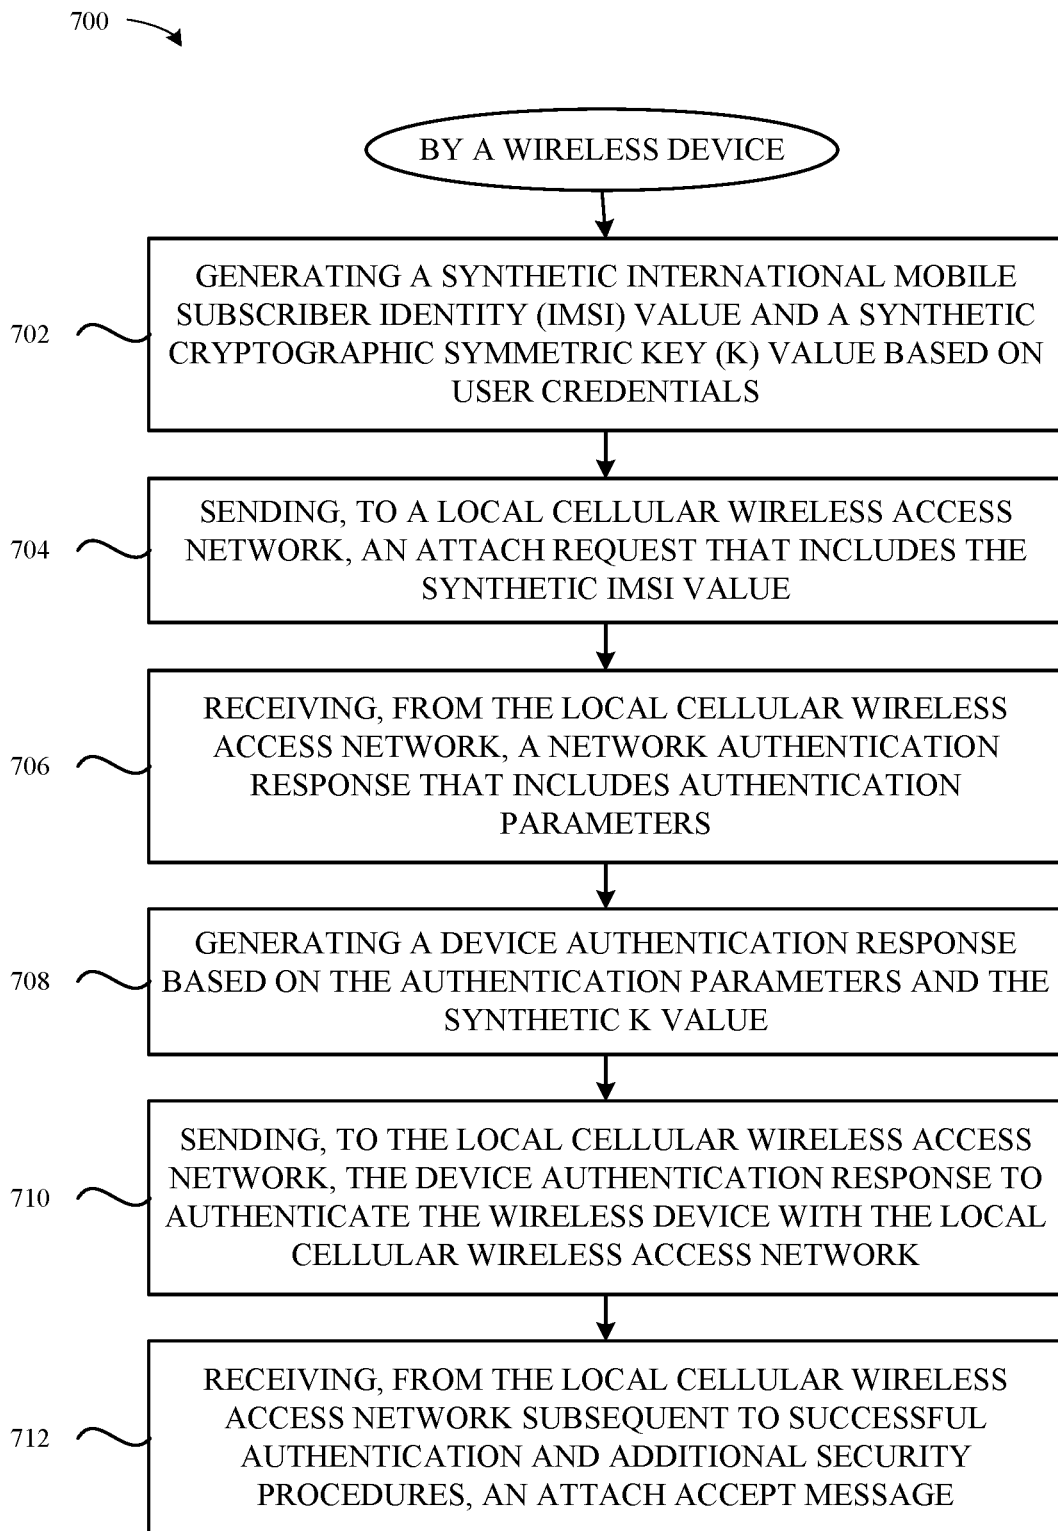 700
BY A WIRELESS DEVICE
702
GENERATING A SYNTHETIC INTERNATIONAL MOBILE
SUBSCRIBER IDENTITY (IMSI) VALUE AND A SYNTHETIC
CRYPTOGRAPHIC SYMMETRIC KEY (K) VALUE BASED ON
USER CREDENTIALS
704
SENDING, TO A LOCAL CELLULAR WIRELESS ACCESS
NETWORK, AN ATTACH REQUEST THAT INCLUDES THE
SYNTHETIC IMSI VALUE
706
RECEIVING, FROM THE LOCAL CELLULAR WIRELESS
ACCESS NETWORK, A NETWORK AUTHENTICATION
RESPONSE THAT INCLUDES AUTHENTICATION
PARAMETERS
708
GENERATING A DEVICE AUTHENTICATION RESPONSE
BASED ON THE AUTHENTICATION PARAMETERS AND THE
SYNTHETIC K VALUE
710
SENDING, TO THE LOCAL CELLULAR WIRELESS ACCESS
NETWORK, THE DEVICE AUTHENTICATION RESPONSE TO
AUTHENTICATE THE WIRELESS DEVICE WITH THE LOCAL
CELLULAR WIRELESS ACCESS NETWORK
712
RECEIVING, FROM THE LOCAL CELLULAR WIRELESS
ACCESS NETWORK SUBSEQUENT TO SUCCESSFUL
AUTHENTICATION AND ADDITIONAL SECURITY
PROCEDURES, AN ATTACH ACCEPT MESSAGE